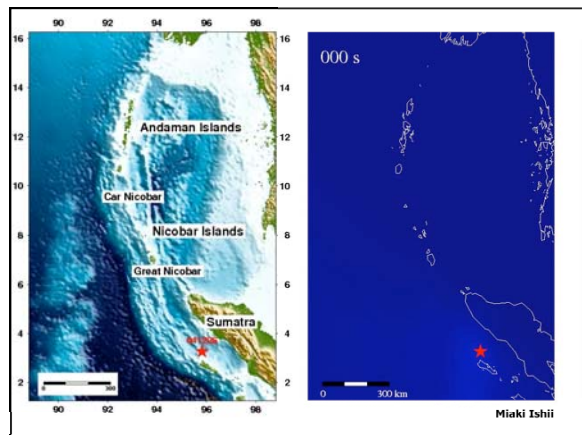 90 92 94 96 98
16
14
12
10
8
6
4
2
Andaman Islands
Car Nicobar
Nicobar Islands
Great Nicobar
Sumatra
0 300
90 92 94 96 98
16
14
12
10
8
6
4
2
000 s
0 300 km
Miaki Ishii